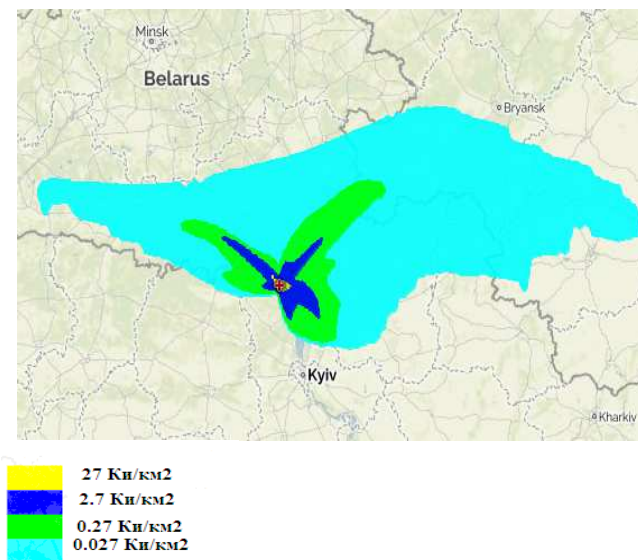 Minsk
Belarus
Bryansk
Kyiv
Kharkiv
27 Ки/км2
2.7 Ки/км2
0.27 Ки/км2
0.027 Ки/км2